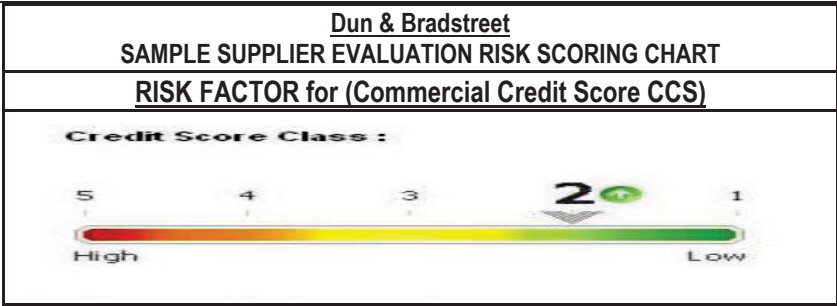 Dun & Bradstreet
SAMPLE SUPPLIER EVALUATION RISK SCORING CHART
RISK FACTOR for (Commercial Credit Score CCS)
Credit Score Class :
5 4 3 2 1
High Low